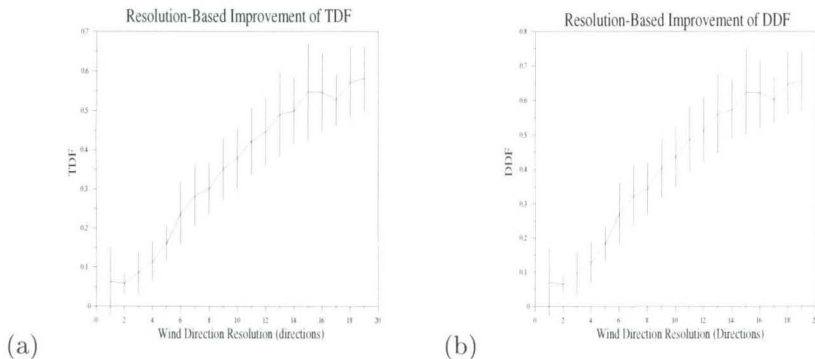 Resolution-Based Improvement of TDF
0.7
0.6
0.5
0.4
0.3
0.2
0.1
0
TDF
0 2 4 6 8 10 12 14 16 18 20
Wind Direction Resolution (directions)
(a)
Resolution-Based Improvement of DDF
0.8
0.7
0.6
0.5
0.4
0.3
0.2
0.1
0
DDF
0 2 4 6 8 10 12 14 16 18
Wind Direction Resolution (Directions)
(b)